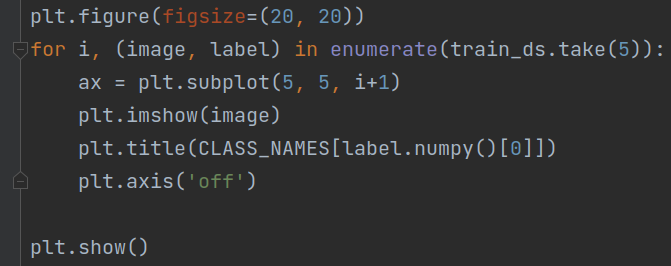 plt.figure(figsize=(20, 20))
for i, (image, label) in enumerate(train_ds.take(5)):
    ax = plt.subplot(5, 5, i+1)
    plt.imshow(image)
    plt.title(CLASS_NAMES[label.numpy()[0]])
    plt.axis('off')

plt.show()